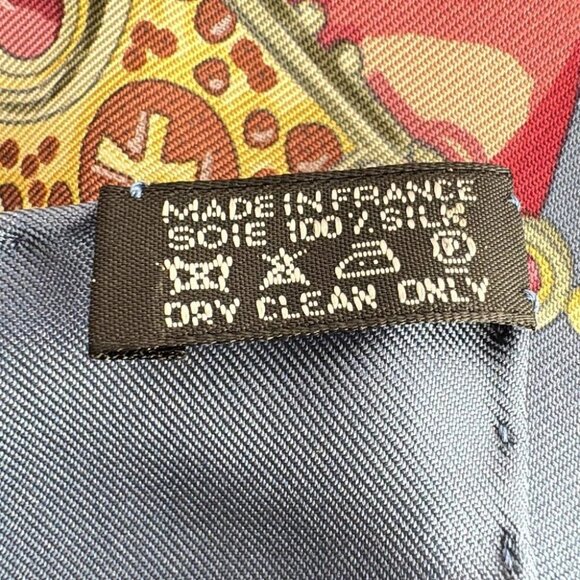 MADE IN FRANCE
SOIE 100 % SILK
DRY CLEAN ONLY